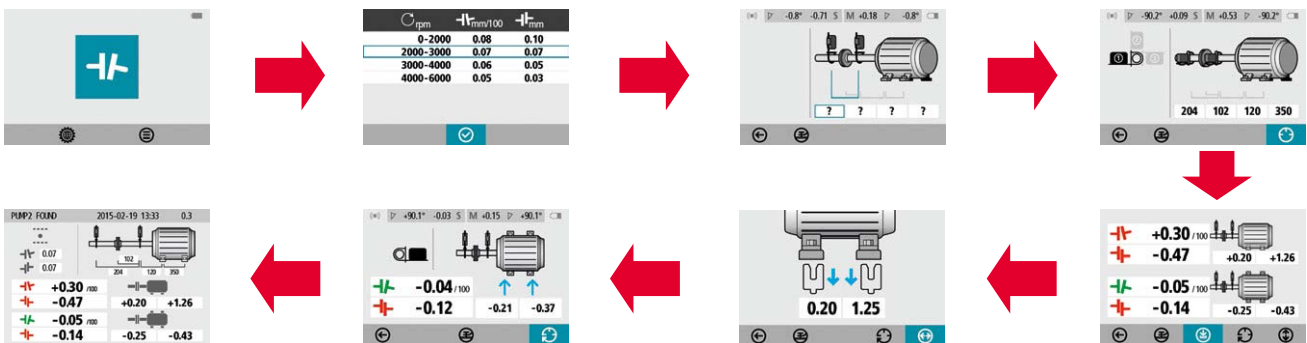 rpm mm/100 mm
0-2000 0.08 0.10
2000-3000 0.07 0.07
3000-4000 0.06 0.05
4000-6000 0.05 0.03
-0.8° -0.71 S M +0.18 -0.8°
? ? ? ?
-90.2° +0.09 S M +0.53 -90.2°
204 102 120 350
+0.30 /100
-0.47 +0.20 +1.26
-0.05 /100
-0.14 -0.25 -0.43
0.20 1.25
+90.1° -0.03 S M +0.15 +90.1°
-0.04 /100
-0.12 -0.21 -0.37
PUMP2 FOUND 2015-02-19 13:33 0.3
0.07
0.07
102
204 120 350
+0.30 /100
-0.47 +0.20 +1.26
-0.05 /100
-0.14 -0.25 -0.43